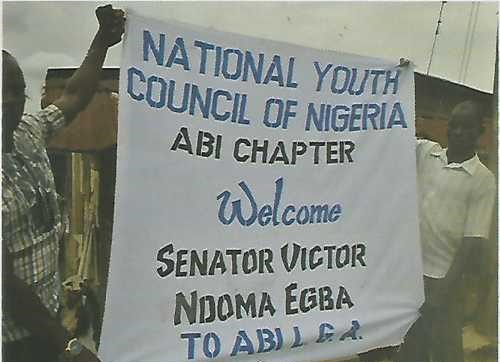 NATIONAL YOUTH
COUNCIL OF NIGERIA
ABI CHAPTER
Welcome
SENATOR VICTOR
NDOMA EGBA
TO ABI L.G.A.